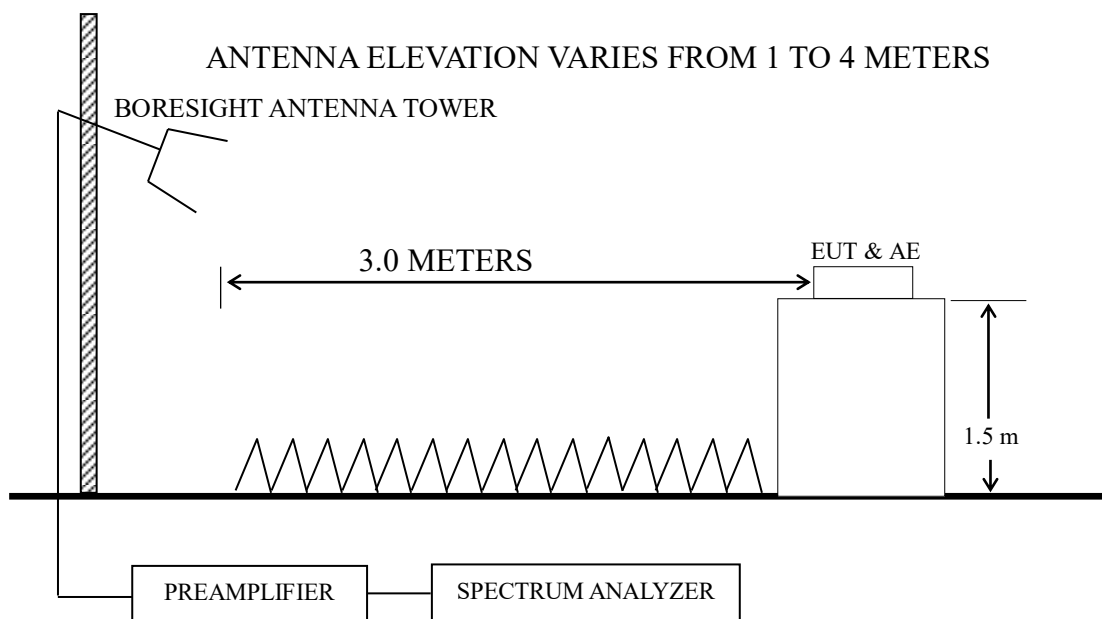 ANTENNA ELEVATION VARIES FROM 1 TO 4 METERS
BORESIGHT ANTENNA TOWER
3.0 METERS
EUT & AE
1.5 m
PREAMPLIFIER
SPECTRUM ANALYZER